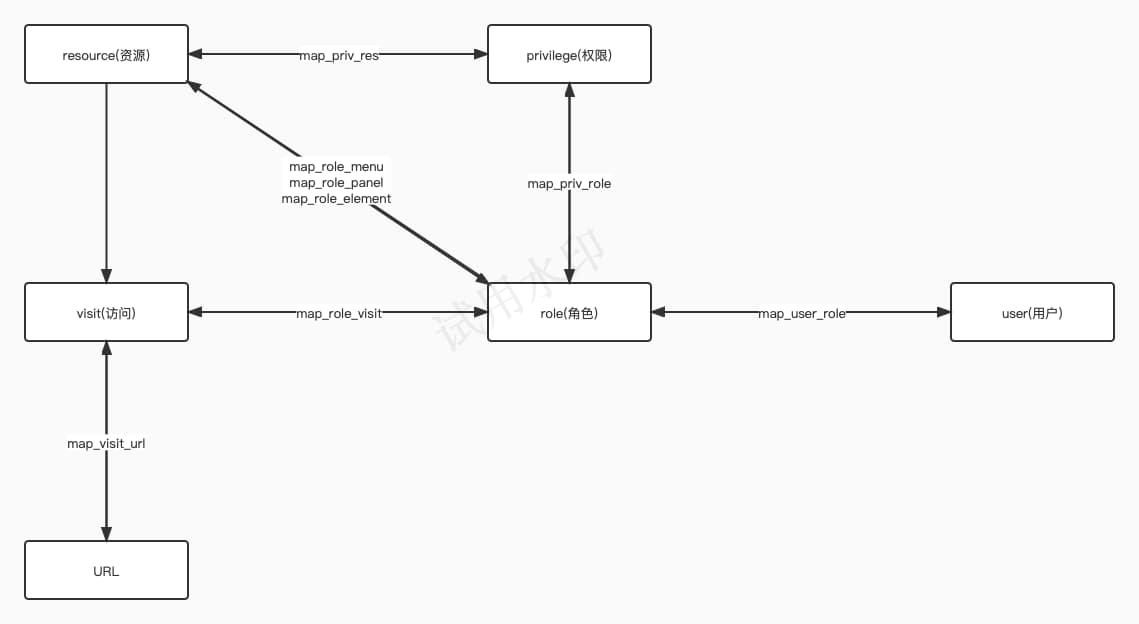 resource(资源)
map_priv_res
privilege(权限)
map_role_menu
map_role_panel
map_role_element
map_priv_role
试用水印
visit(访问)
map_role_visit
role(角色)
map_user_role
user(用户)
map_visit_url
URL